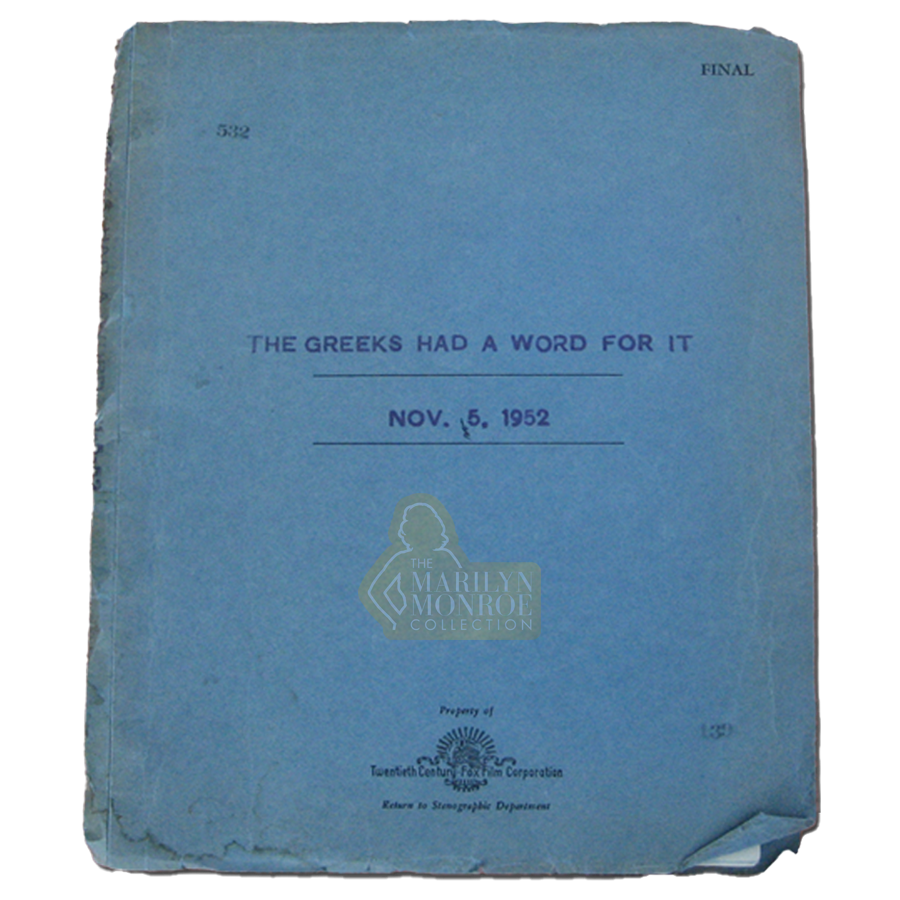 FINAL
532
THE GREEKS HAD A WORD FOR IT
NOV. 5. 1952
THE
MARILYN
MONROE
COLLECTION
Property of
139
Twentieth Century-Fox Film Corporation
Return to Stenographic Department